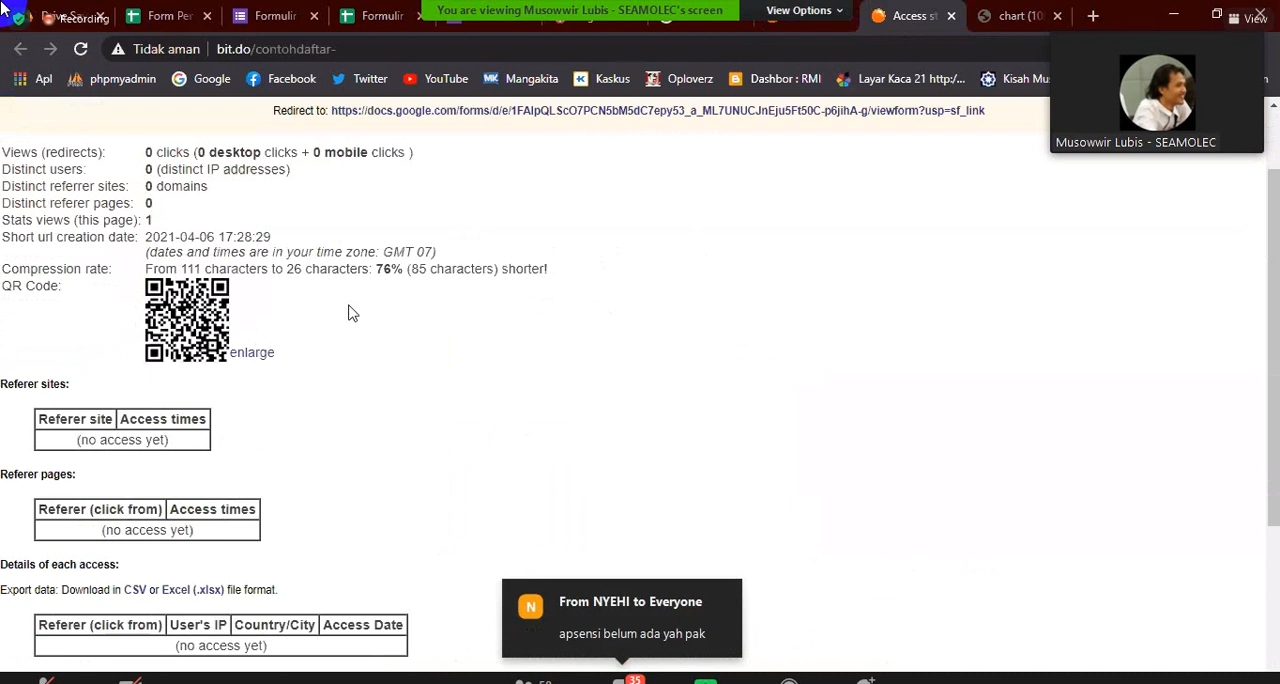 Recording
Form Per
Formulir
Formulir
You are viewing Musowwir Lubis - SEAMOLEC's screen
View Options
Access st
chart (10
View
Tidak aman
bit.do/contohdaftar-
Apl
phpmyadmin
Google
Facebook
Twitter
YouTube
Mangakita
Kaskus
Oploverz
Dashbor : RMI
Layar Kaca 21 http:/...
Kisah Mu
Musowwir Lubis - SEAMOLEC
Redirect to: https://docs.google.com/forms/d/e/1FAIpQLScO7PCN5bM5dC7epy53_a_ML7UNUCJnEju5Ft50C-p6jihA-g/viewform?usp=sf_link
Views (redirects): 0 clicks (0 desktop clicks + 0 mobile clicks )
Distinct users: 0 (distinct IP addresses)
Distinct referrer sites: 0 domains
Distinct referer pages: 0
Stats views (this page): 1
Short url creation date: 2021-04-06 17:28:29
(dates and times are in your time zone: GMT 07)
Compression rate: From 111 characters to 26 characters: 76% (85 characters) shorter!
QR Code:
enlarge
Referer sites:
Referer site Access times
(no access yet)
Referer pages:
Referer (click from) Access times
(no access yet)
Details of each access:
Export data: Download in CSV or Excel (.xlsx) file format.
Referer (click from) User's IP Country/City Access Date
(no access yet)
N
From NYEHI to Everyone
apsensi belum ada yah pak
35